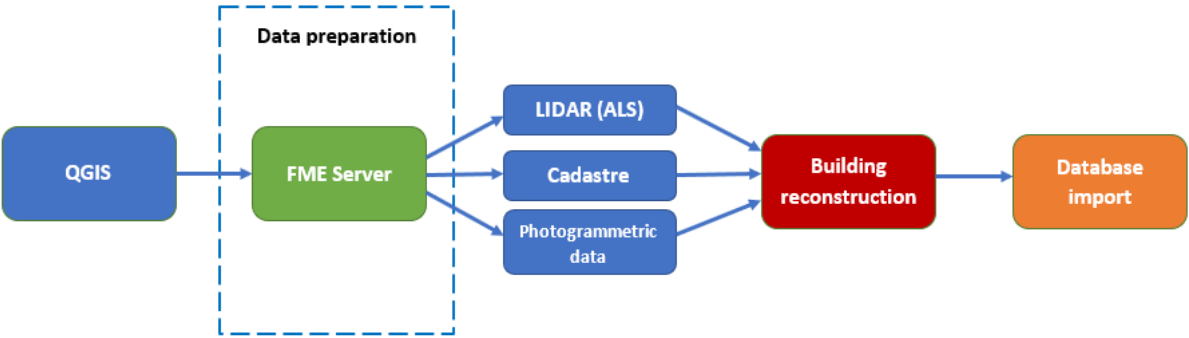 Data preparation
QGIS
FME Server
LIDAR (ALS)
Cadastre
Photogrammetric
data
Building
reconstruction
Database
import